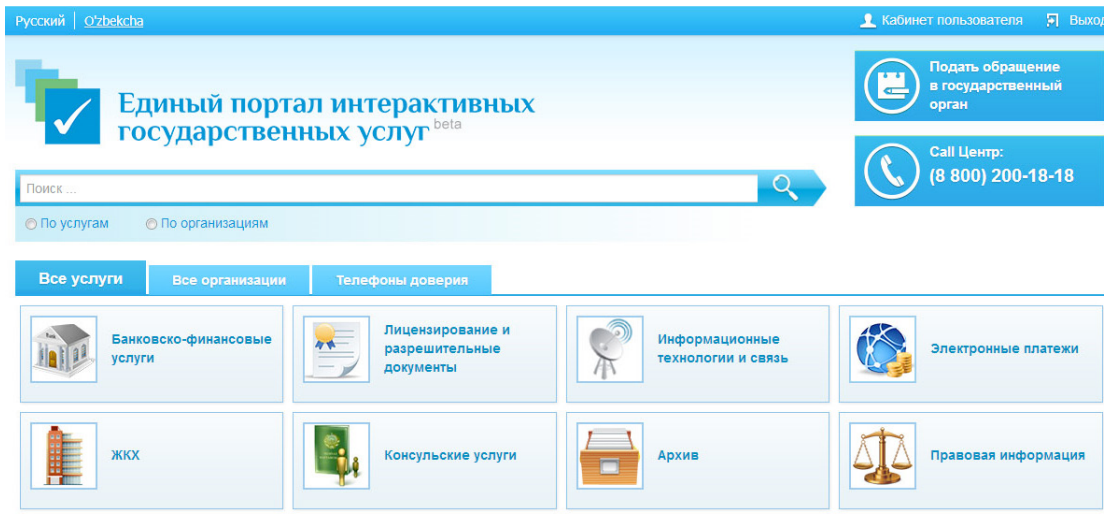 Русский | O'zbekcha
Кабинет пользователя
Выход
Единый портал интерактивных
государственных услуг beta
Подать обращение
в государственный
орган
Call Центр:
(8 800) 200-18-18
Поиск ...
По услугам
По организациям
Все услуги
Все организации
Телефоны доверия
Банковско-финансовые
услуги
Лицензирование и
разрешительные
документы
Информационные
технологии и связь
Электронные платежи
ЖКХ
Консульские услуги
Архив
Правовая информация